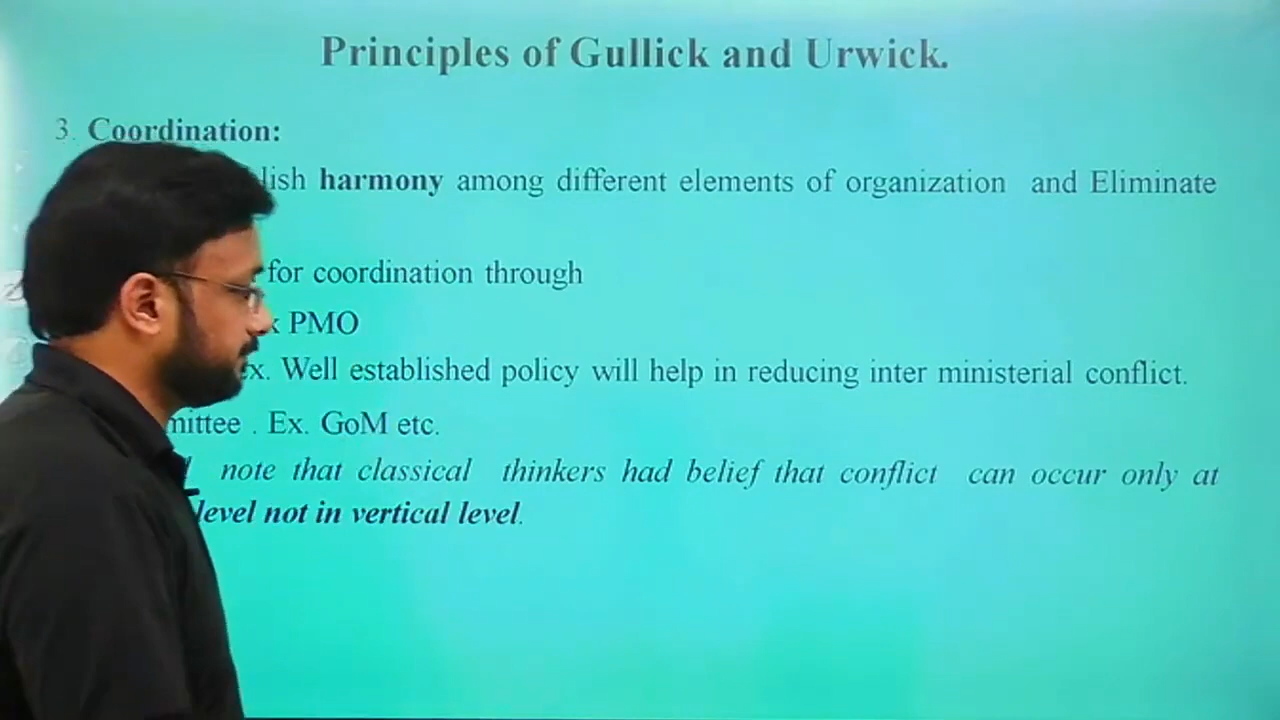 Principles of Gullick and Urwick.
3. Coordination:
lish harmony among different elements of organization and Eliminate
for coordination through
PMO
ex. Well established policy will help in reducing inter ministerial conflict.
mittee . Ex. GoM etc.
note that classical thinkers had belief that conflict can occur only at
level not in vertical level.